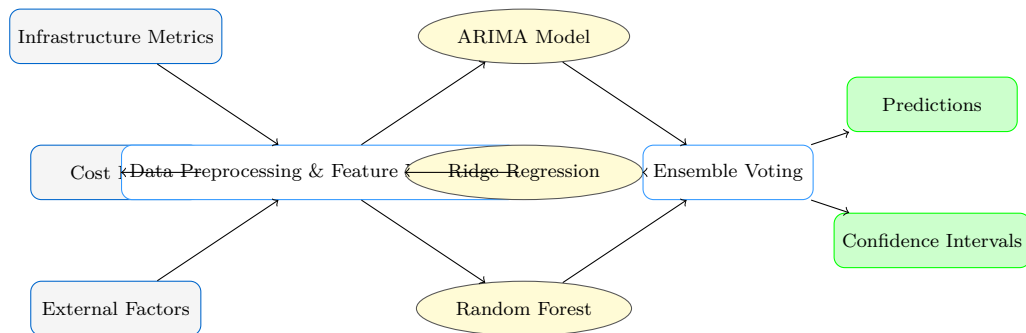 Infrastructure Metrics
ARIMA Model
Predictions
Cost
Data Preprocessing & Feature
Ridge Regression
Ensemble Voting
Confidence Intervals
External Factors
Random Forest